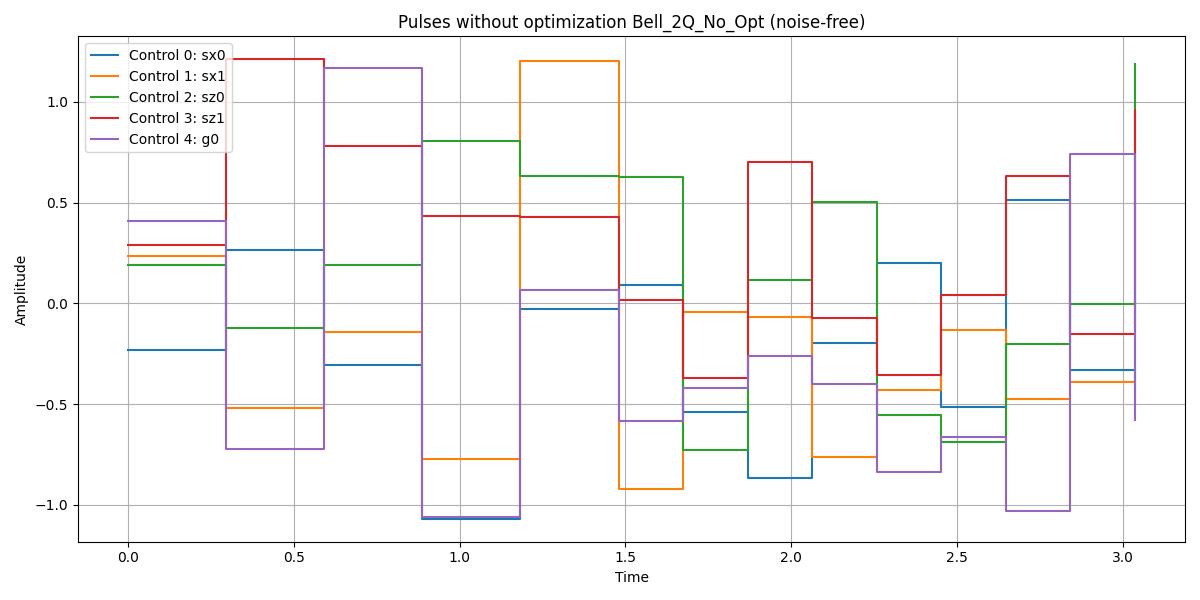 Pulses without optimization Bell_2Q_No_Opt (noise-free)
Control 0: sx0
Control 1: sx1
Control 2: sz0
Control 3: sz1
Control 4: g0
Amplitude
1.0
0.5
0.0
−0.5
−1.0
0.0 0.5 1.0 1.5 2.0 2.5 3.0
Time